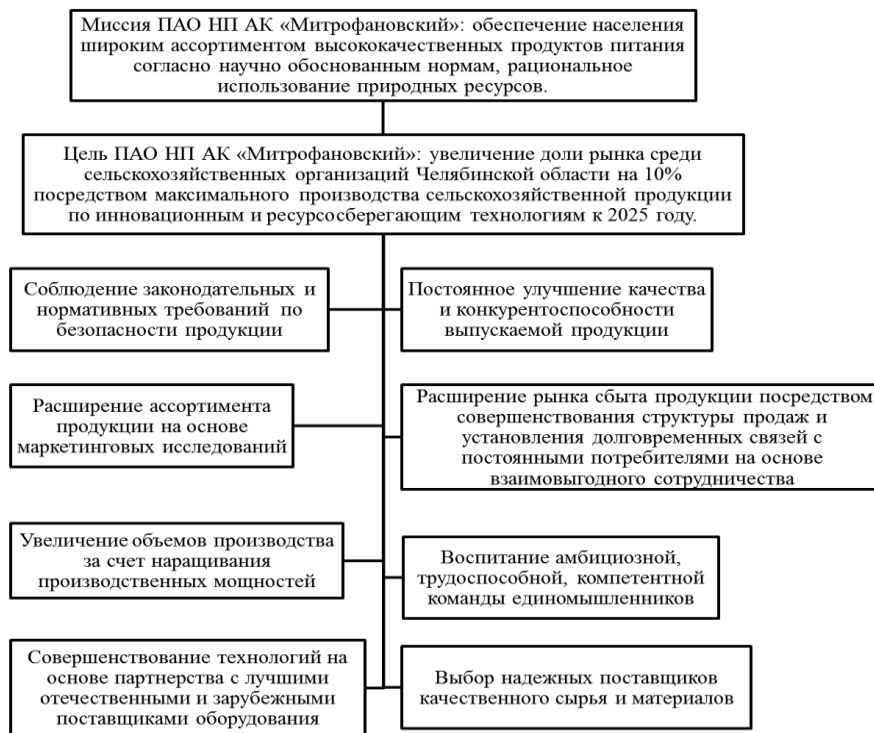 Миссия ПАО НП АК «Митрофановский»: обеспечение населения
широким ассортиментом высококачественных продуктов питания
согласно научно обоснованным нормам, рациональное
использование природных ресурсов.
Цель ПАО НП АК «Митрофановский»: увеличение доли рынка среди
сельскохозяйственных организаций Челябинской области на 10%
посредством максимального производства сельскохозяйственной продукции
по инновационным и ресурсосберегающим технологиям к 2025 году.
Соблюдение законодательных и
нормативных требований по
безопасности продукции
Постоянное улучшение качества
и конкурентоспособности
выпускаемой продукции
Расширение ассортимента
продукции на основе
маркетинговых исследований
Расширение рынка сбыта продукции посредством
совершенствования структуры продаж и
установления долговременных связей с
постоянными потребителями на основе
взаимовыгодного сотрудничества
Увеличение объемов производства
за счет наращивания
производственных мощностей
Воспитание амбициозной,
трудоспособной, компетентной
команды единомышленников
Совершенствование технологий на
основе партнерства с лучшими
отечественными и зарубежными
поставщиками оборудования
Выбор надежных поставщиков
качественного сырья и материалов